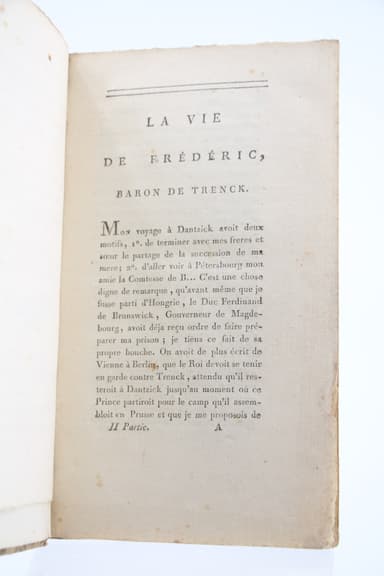 LA VIE
DE FRÉDÉRIC,
BARON DE TRENCK.
Mon voyage à Dantzick avoit deux
motifs, 1°. de terminer avec mes freres et
sœur le partage de la succession de ma
mere; 2°. d'aller voir à Pétersbourg mon
amie la Comtesse de B... C'est une chose
digne de remarque, qu'avant même que je
fusse parti d'Hongrie, le Duc Ferdinand
de Brunswick, Gouverneur de Magde-
bourg, avoit déja reçu ordre de faire pré-
parer ma prison; je tiens ce fait de sa
propre bouche. On avoit de plus écrit de
Vienne à Berlin, que le Roi devoit se tenir
en garde contre Trenck, attendu qu'il res-
teroit à Dantzick jusqu'au moment où ce
Prince partiroit pour le camp qu'il assem-
bloit en Prusse et que je me proposois de
II Partie. A